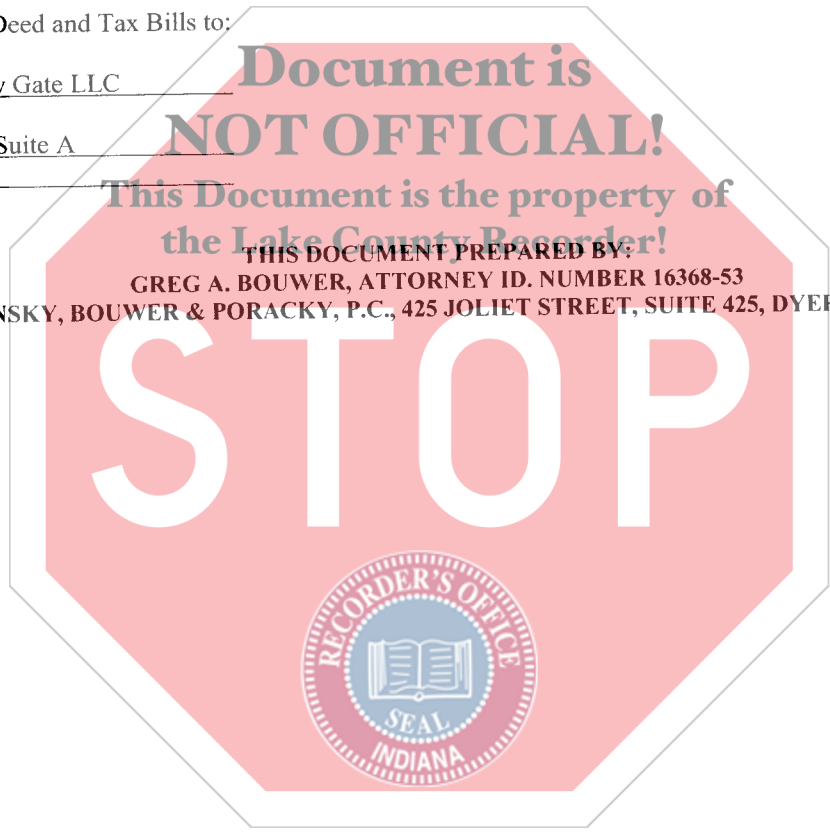 Deed and Tax Bills to:
Gate LLC
Suite A
Document is
NOT OFFICIAL!
This Document is the property of
the Lake County Recorder!
THIS DOCUMENT PREPARED BY:
GREG A. BOUWER, ATTORNEY ID. NUMBER 16368-53
NSKY, BOUWER & PORACKY, P.C., 425 JOLIET STREET, SUITE 425, DYER
STOP
RECORDER'S OFFICE
SEAL
INDIANA